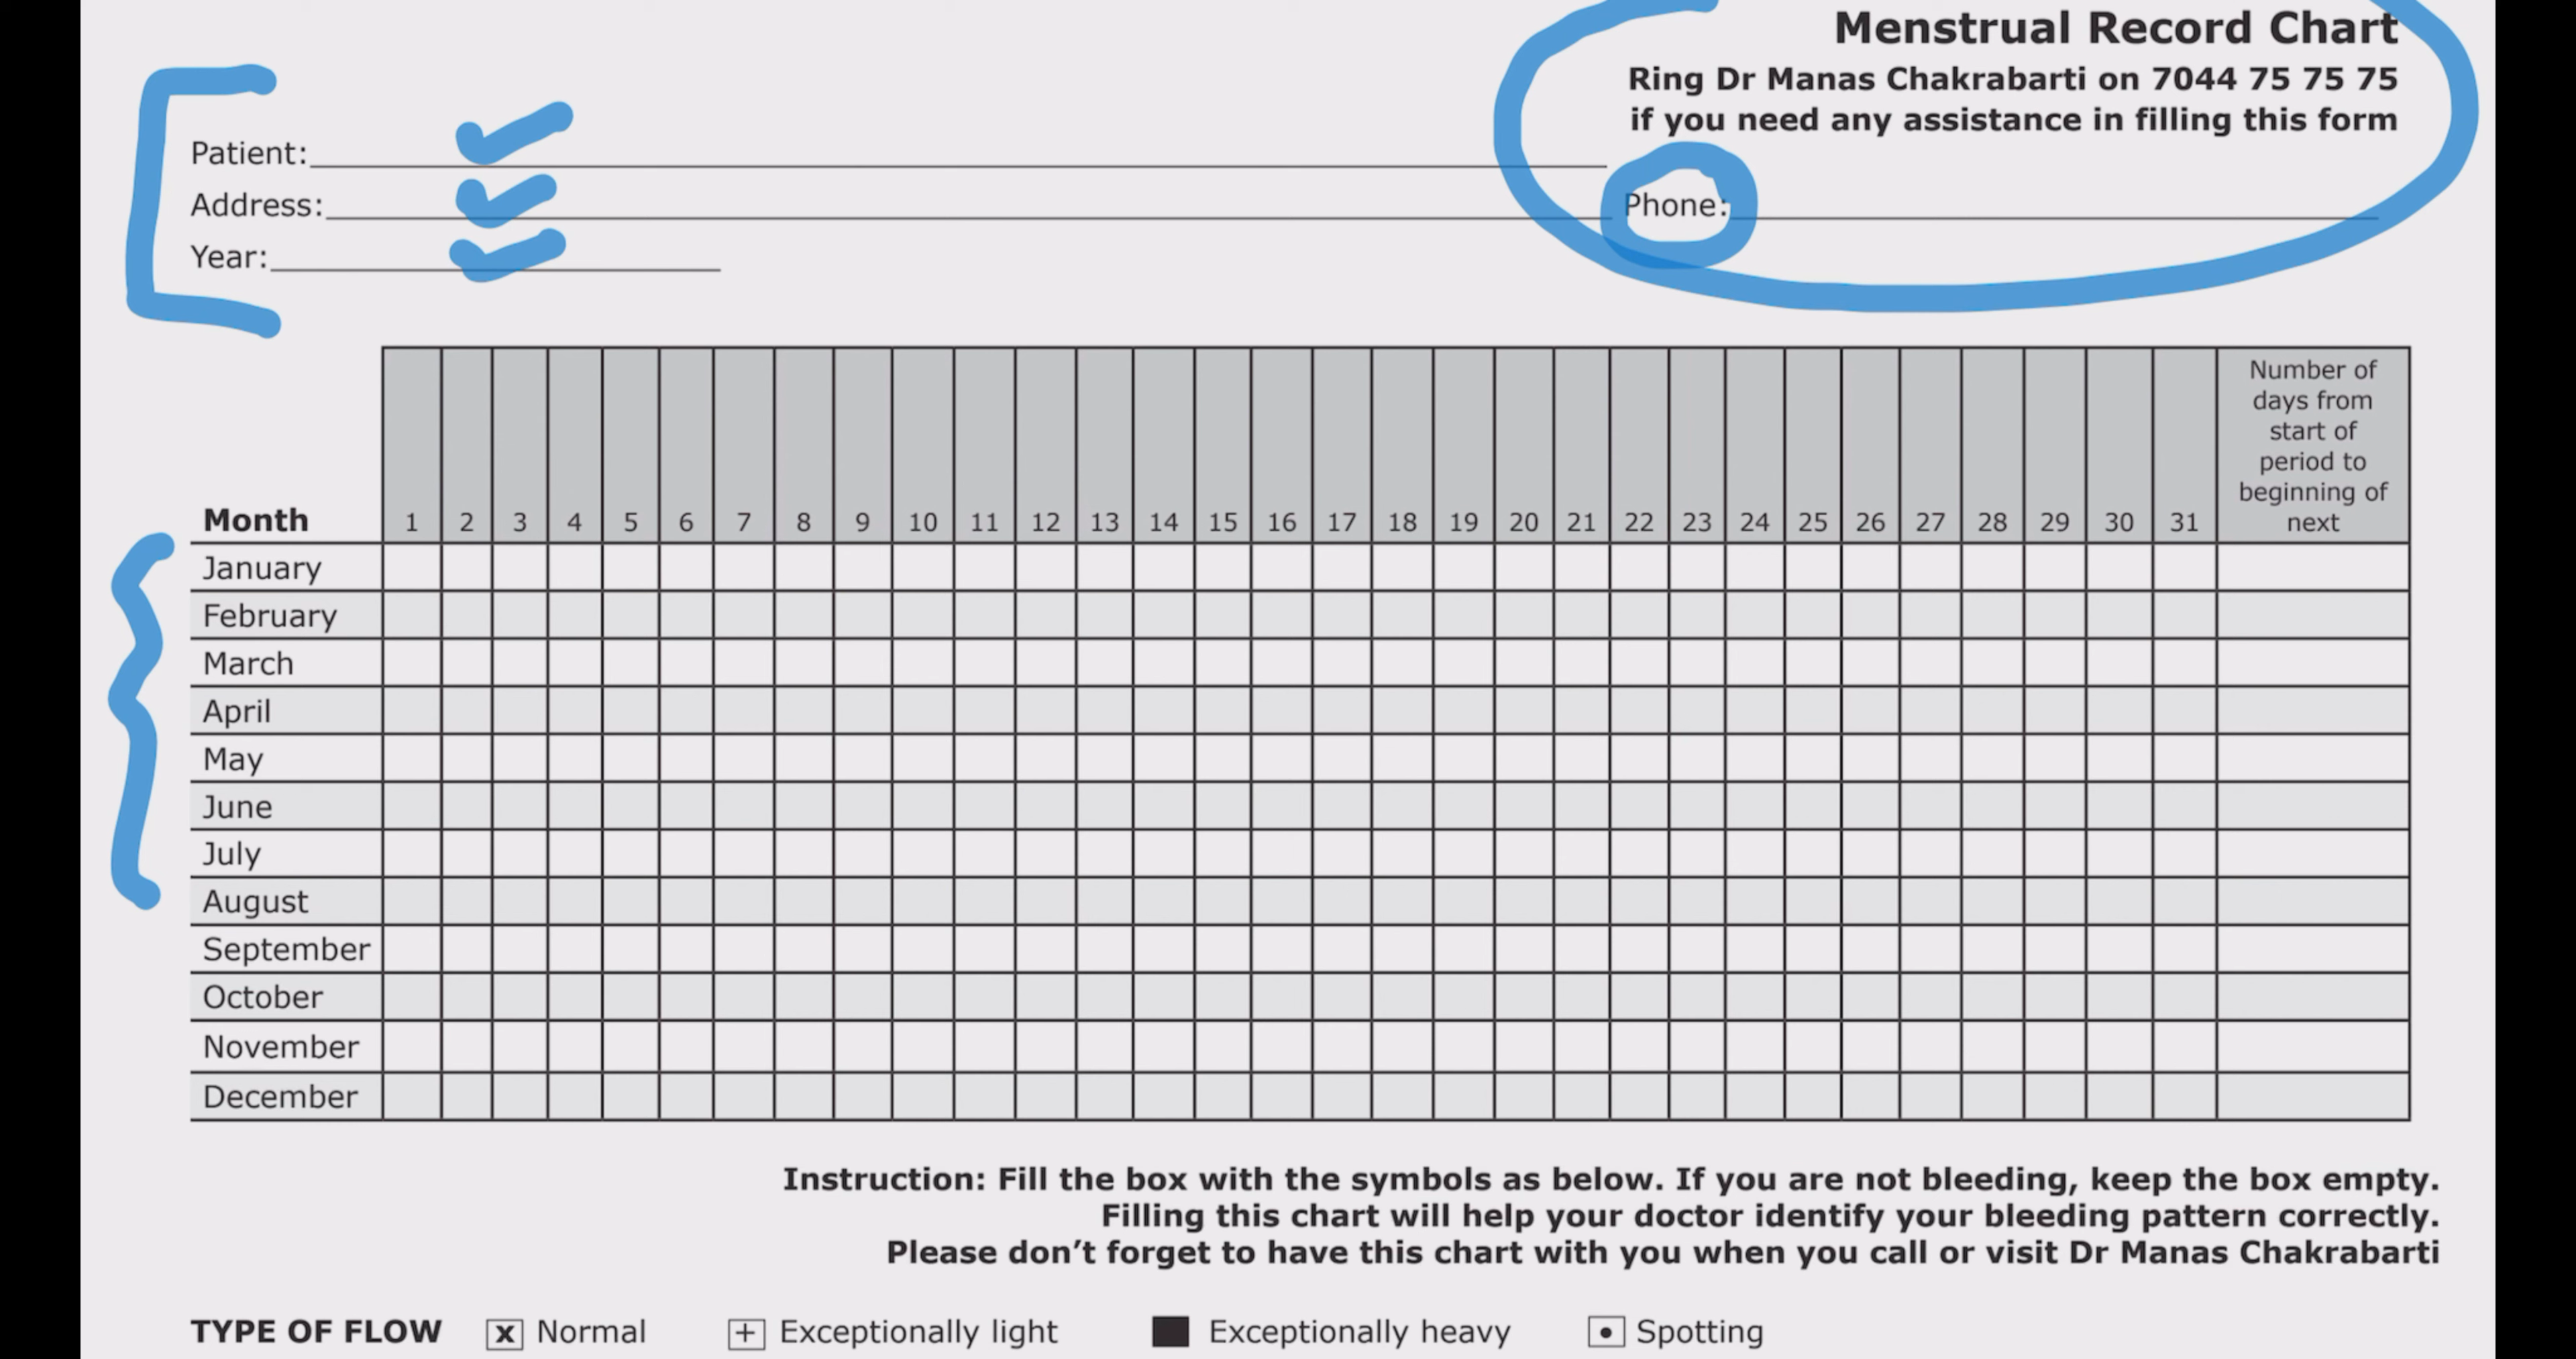 Menstrual Record Chart
Ring Dr Manas Chakrabarti on 7044 75 75 75
if you need any assistance in filling this form
Patient:
Address: Phone:
Year:
Month 1 2 3 4 5 6 7 8 9 10 11 12 13 14 15 16 17 18 19 20 21 22 23 24 25 26 27 28 29 30 31
Number of
days from
start of
period to
beginning of
next
January
February
March
April
May
June
July
August
September
October
November
December
Instruction: Fill the box with the symbols as below. If you are not bleeding, keep the box empty.
Filling this chart will help your doctor identify your bleeding pattern correctly.
Please don’t forget to have this chart with you when you call or visit Dr Manas Chakrabarti
TYPE OF FLOW x Normal + Exceptionally light ■ Exceptionally heavy • Spotting